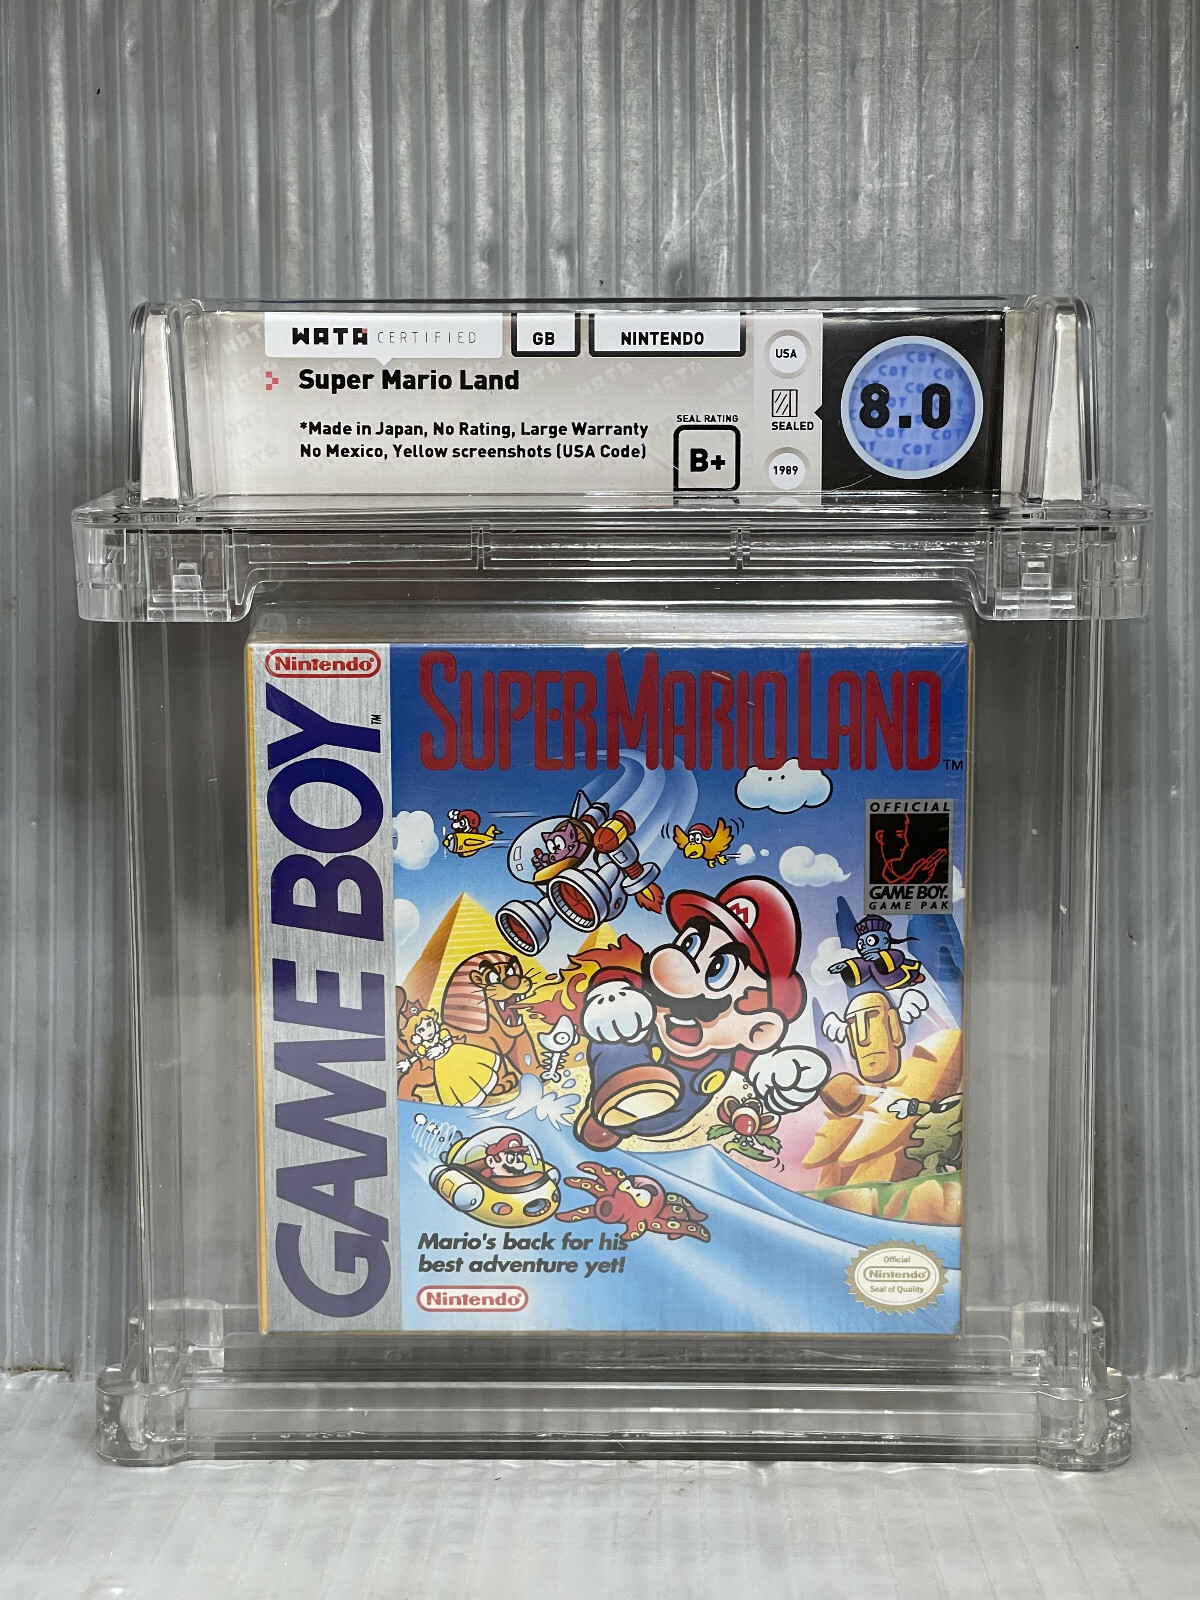 WATA CERTIFIED
GB
NINTENDO
Super Mario Land
*Made in Japan, No Rating, Large Warranty
No Mexico, Yellow screenshots (USA Code)
SEAL RATING
B+
USA
SEALED
1989
8.0
Nintendo®
GAME BOY™
SUPER MARIO LAND™
OFFICIAL
GAME BOY
GAME PAK
M
Mario's back for his
best adventure yet!
Nintendo®
Official
Nintendo®
Seal of Quality